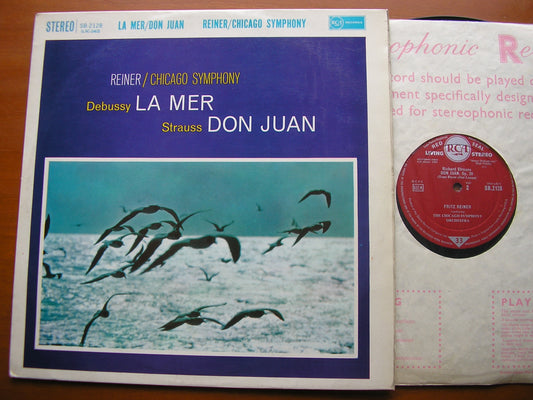 STEREO
SB-2128
LA MER/DON JUAN
REINER/CHICAGO SYMPHONY
RCA
REINER/CHICAGO SYMPHONY
Debussy LA MER
Strauss DON JUAN
ophonic Re
cord should be played o
ment specifically design
ed for stereophonic re
RED SEAL
RCA
LIVING STEREO
Richard Strauss
DON JUAN, Op. 20
SB.2128
2
FRITZ REINER
THE CHICAGO SYMPHONY
ORCHESTRA
33
NG
PLAY